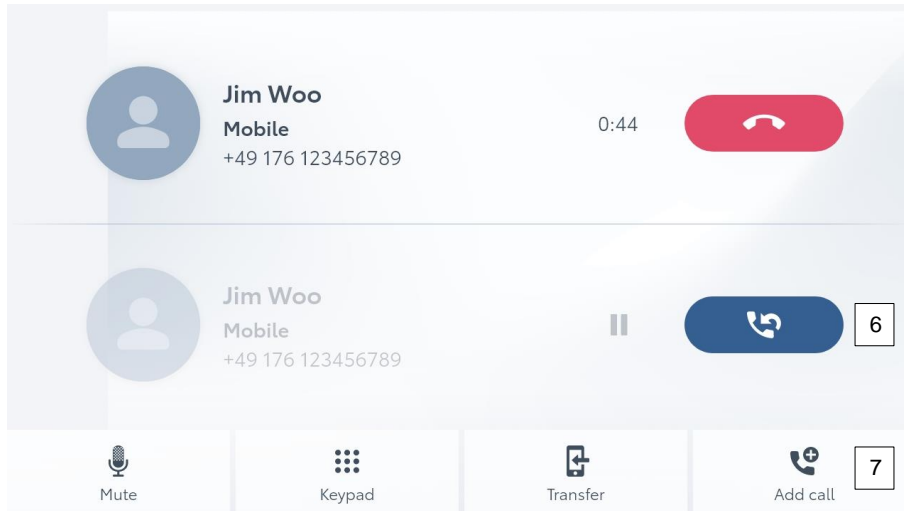 Jim Woo
Mobile
+49 176 123456789
0:44
Jim Woo
Mobile
+49 176 123456789
6
Mute
Keypad
Transfer
Add call
7